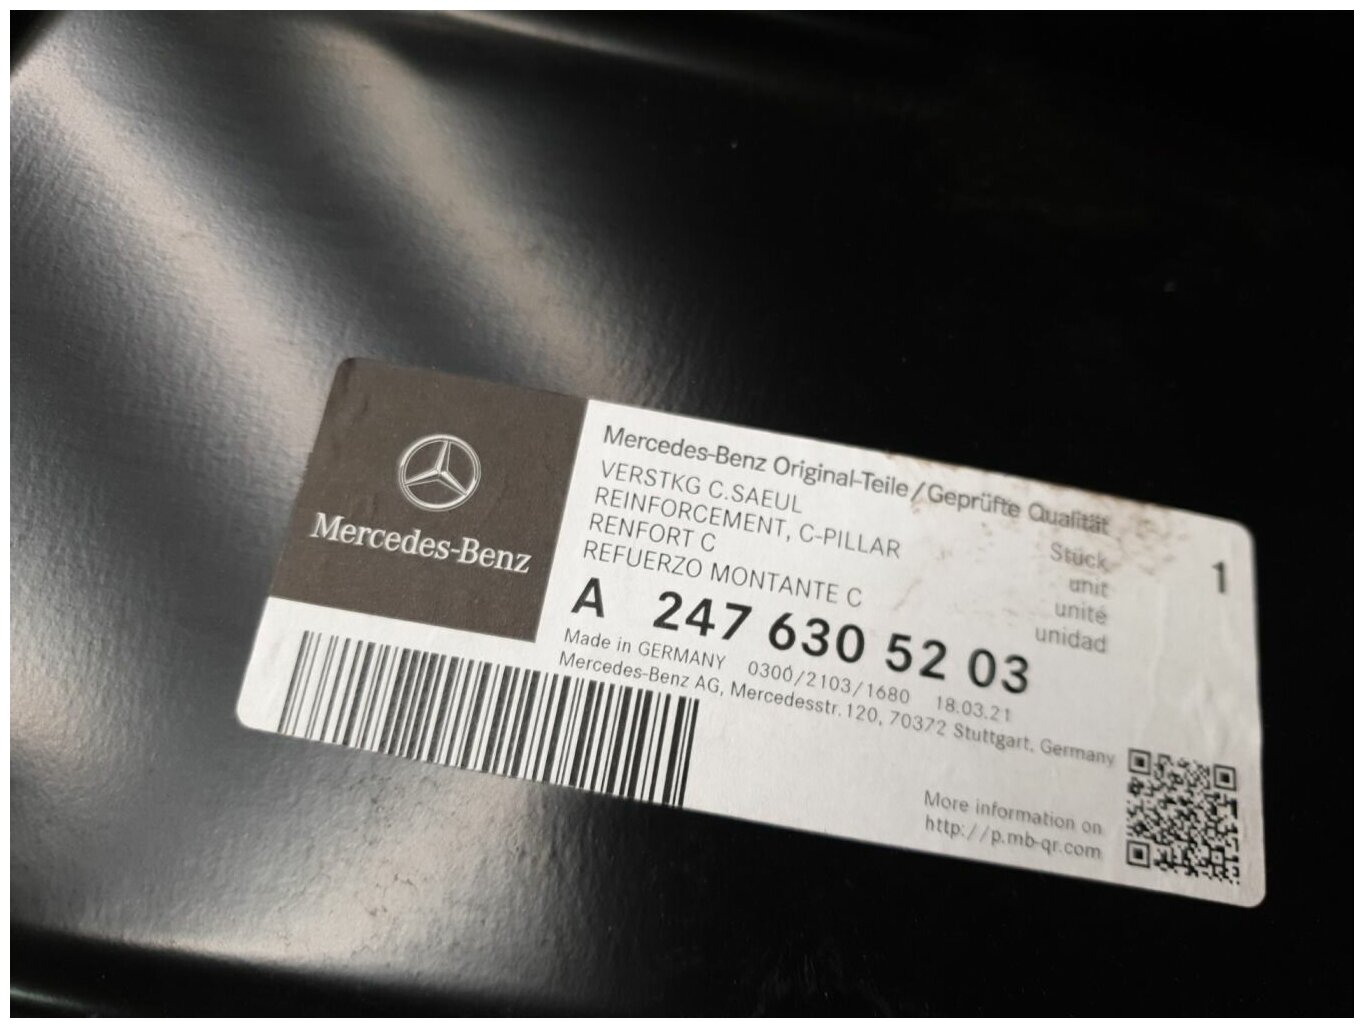 Mercedes-Benz
Mercedes-Benz Original-Teile/Geprüfte Qualität
VERSTKG C.SAEUL
REINFORCEMENT, C-PILLAR
RENFORT C
REFUERZO MONTANTE C
Stück
unit
unité
unidad
1
A 247 630 52 03
Made in GERMANY 0300/2103/1680 18.03.21
Mercedes-Benz AG, Mercedesstr.120, 70372 Stuttgart, Germany
More information on
http://p.mb-qr.com